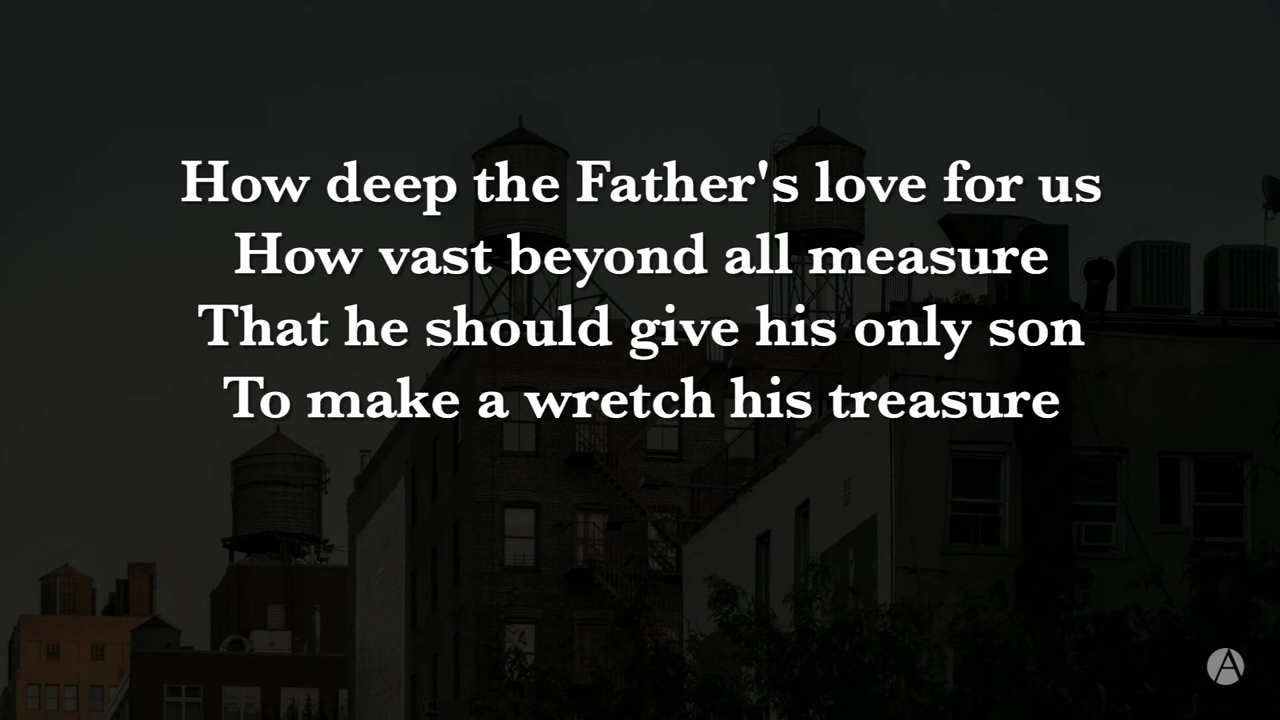 How deep the Father's love for us
How vast beyond all measure
That he should give his only son
To make a wretch his treasure
A